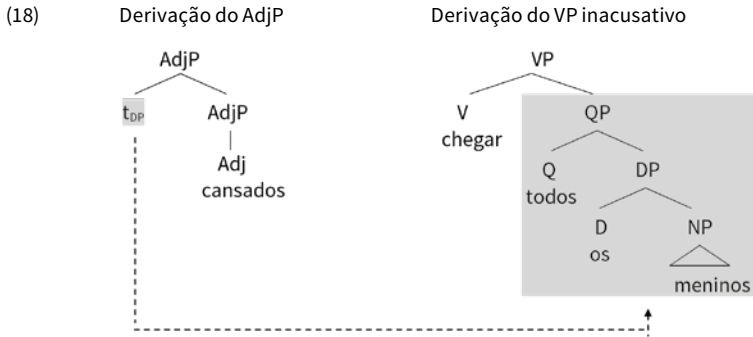 (18) Derivação do AdjP Derivação do VP inacusativo
AdjP VP
t_DP AdjP V QP
chegar
Adj Q DP
cansados todos
D NP
os
meninos